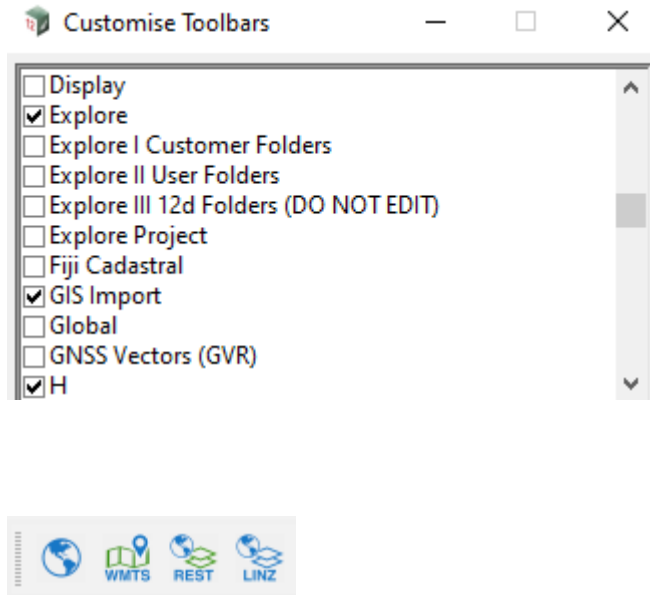 Customise Toolbars
Display
Explore
Explore I Customer Folders
Explore II User Folders
Explore III 12d Folders (DO NOT EDIT)
Explore Project
Fiji Cadastral
GIS Import
Global
GNSS Vectors (GVR)
H
WMTS REST LINZ